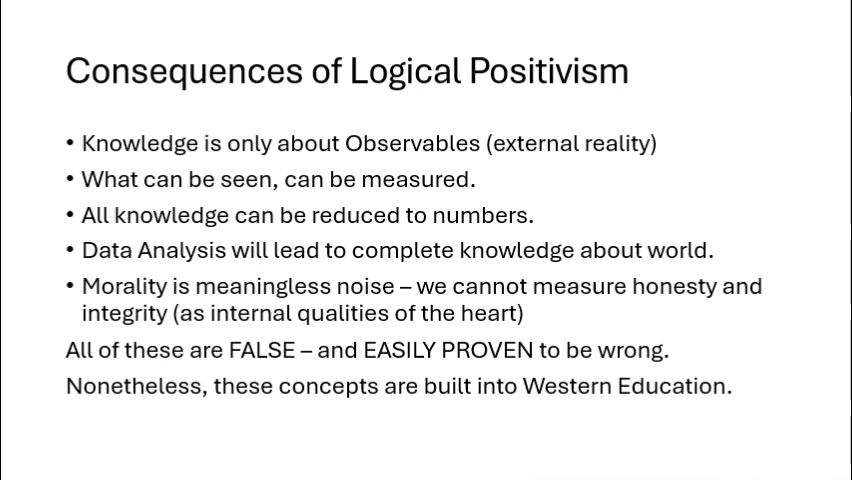 Consequences of Logical Positivism
• Knowledge is only about Observables (external reality)
• What can be seen, can be measured.
• All knowledge can be reduced to numbers.
• Data Analysis will lead to complete knowledge about world.
• Morality is meaningless noise – we cannot measure honesty and
integrity (as internal qualities of the heart)
All of these are FALSE – and EASILY PROVEN to be wrong.
Nonetheless, these concepts are built into Western Education.